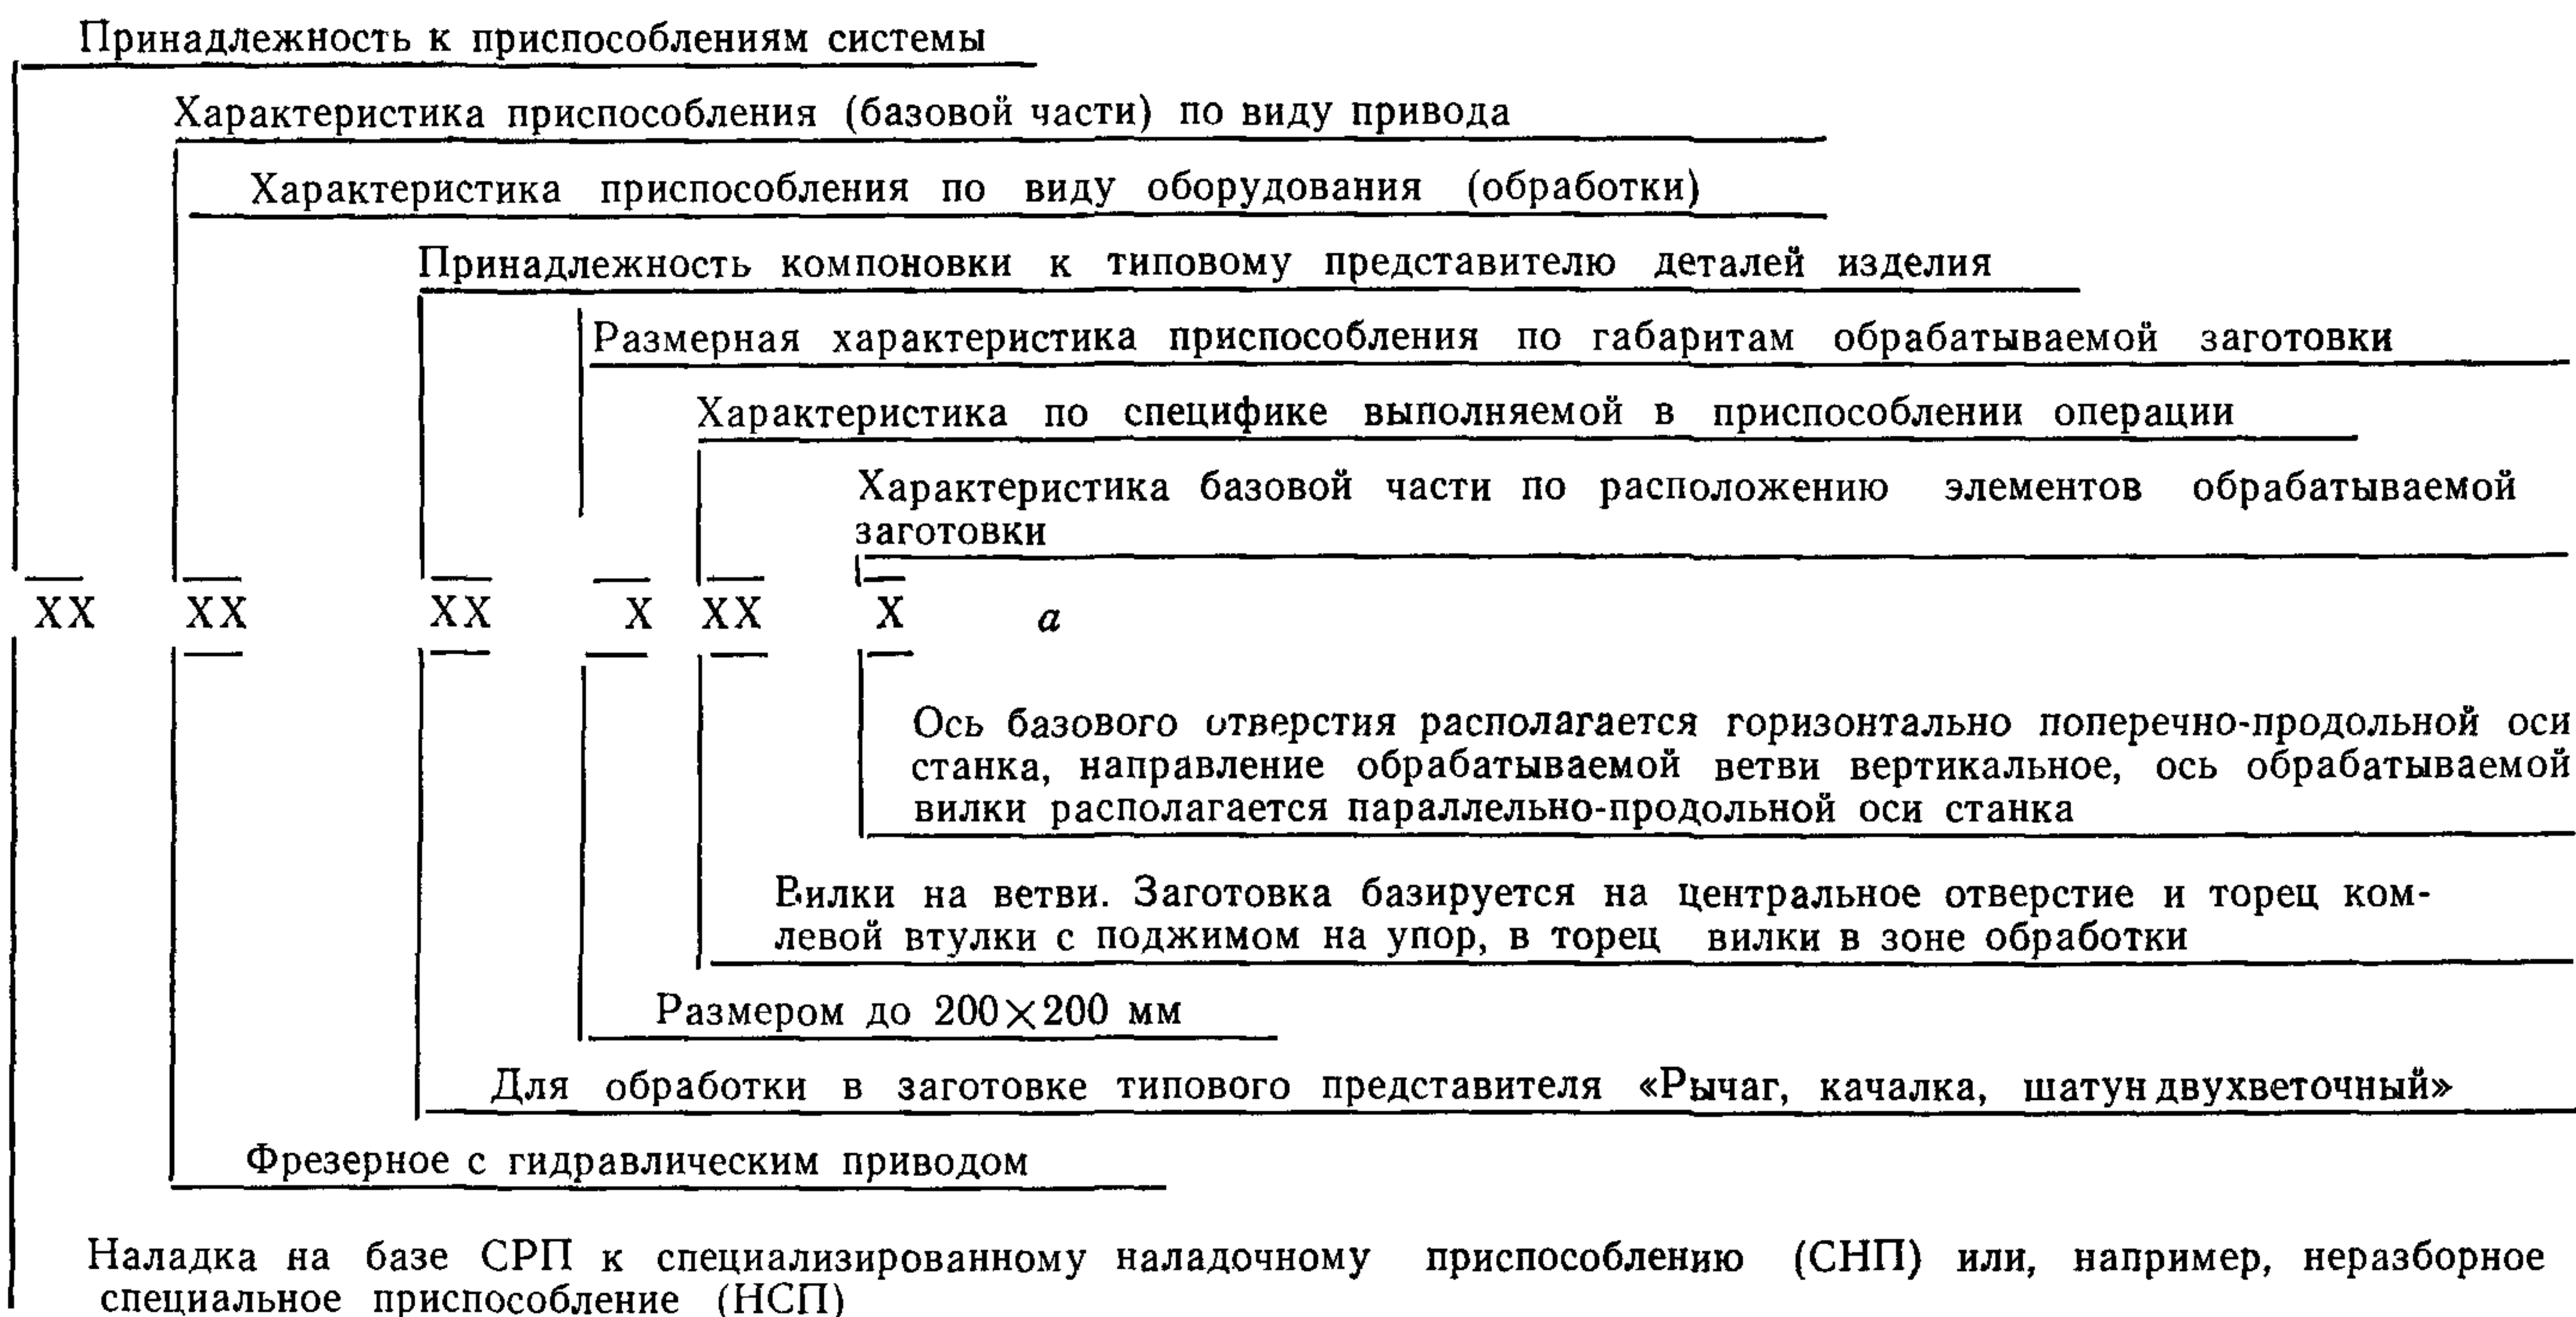 Принадлежность к приспособлениям системы
Характеристика приспособления (базовой части) по виду привода
Характеристика приспособления по виду оборудования (обработки)
Принадлежность компоновки к типовому представителю деталей изделия
Размерная характеристика приспособления по габаритам обрабатываемой заготовки
Характеристика по специфике выполняемой в приспособлении операции
Характеристика базовой части по расположению элементов обрабатываемой
заготовки
XX XX XX X XX X а
Ось базового отверстия располагается горизонтально поперечно-продольной оси
станка, направление обрабатываемой ветви вертикальное, ось обрабатываемой
вилки располагается параллельно-продольной оси станка
Вилки на ветви. Заготовка базируется на центральное отверстие и торец ком-
левой втулки с поджимом на упор, в торец вилки в зоне обработки
Размером до 200×200 мм
Для обработки в заготовке типового представителя «Рычаг, качалка, шатун двухветочный»
Фрезерное с гидравлическим приводом
Наладка на базе СРП к специализированному наладочному приспособлению (СНП) или, например, неразборное
специальное приспособление (НСП)